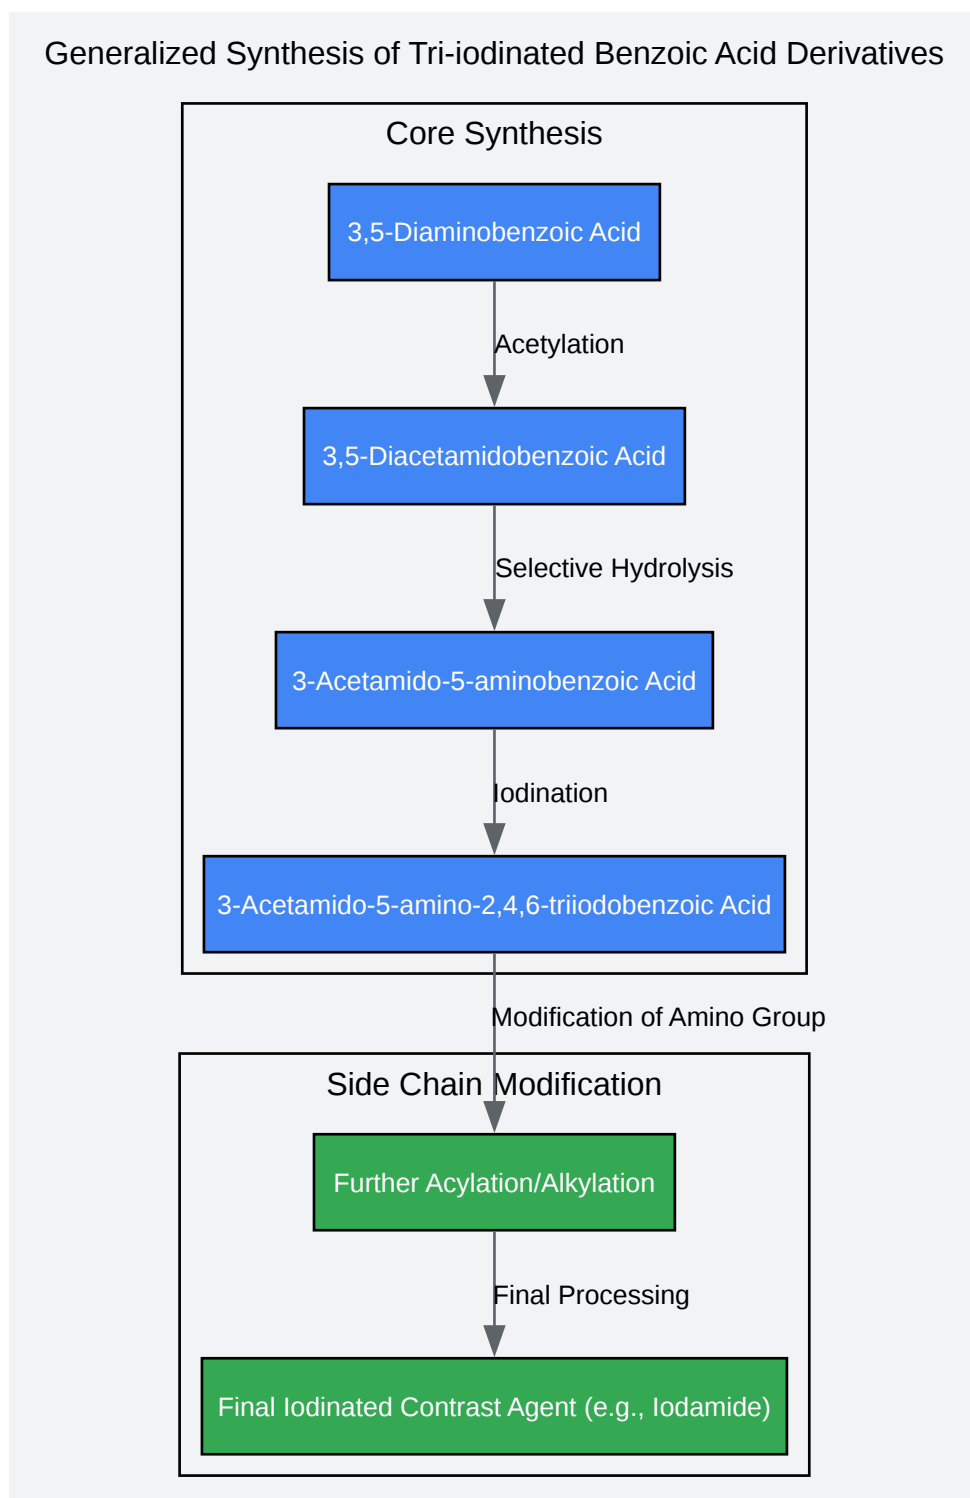 Generalized Synthesis of Tri-iodinated Benzoic Acid Derivatives
Core Synthesis
3,5-Diaminobenzoic Acid
Acetylation
3,5-Diacetamidobenzoic Acid
Selective Hydrolysis
3-Acetamido-5-aminobenzoic Acid
Iodination
3-Acetamido-5-amino-2,4,6-triiodobenzoic Acid
Modification of Amino Group
Side Chain Modification
Further Acylation/Alkylation
Final Processing
Final Iodinated Contrast Agent (e.g., Iodamide)